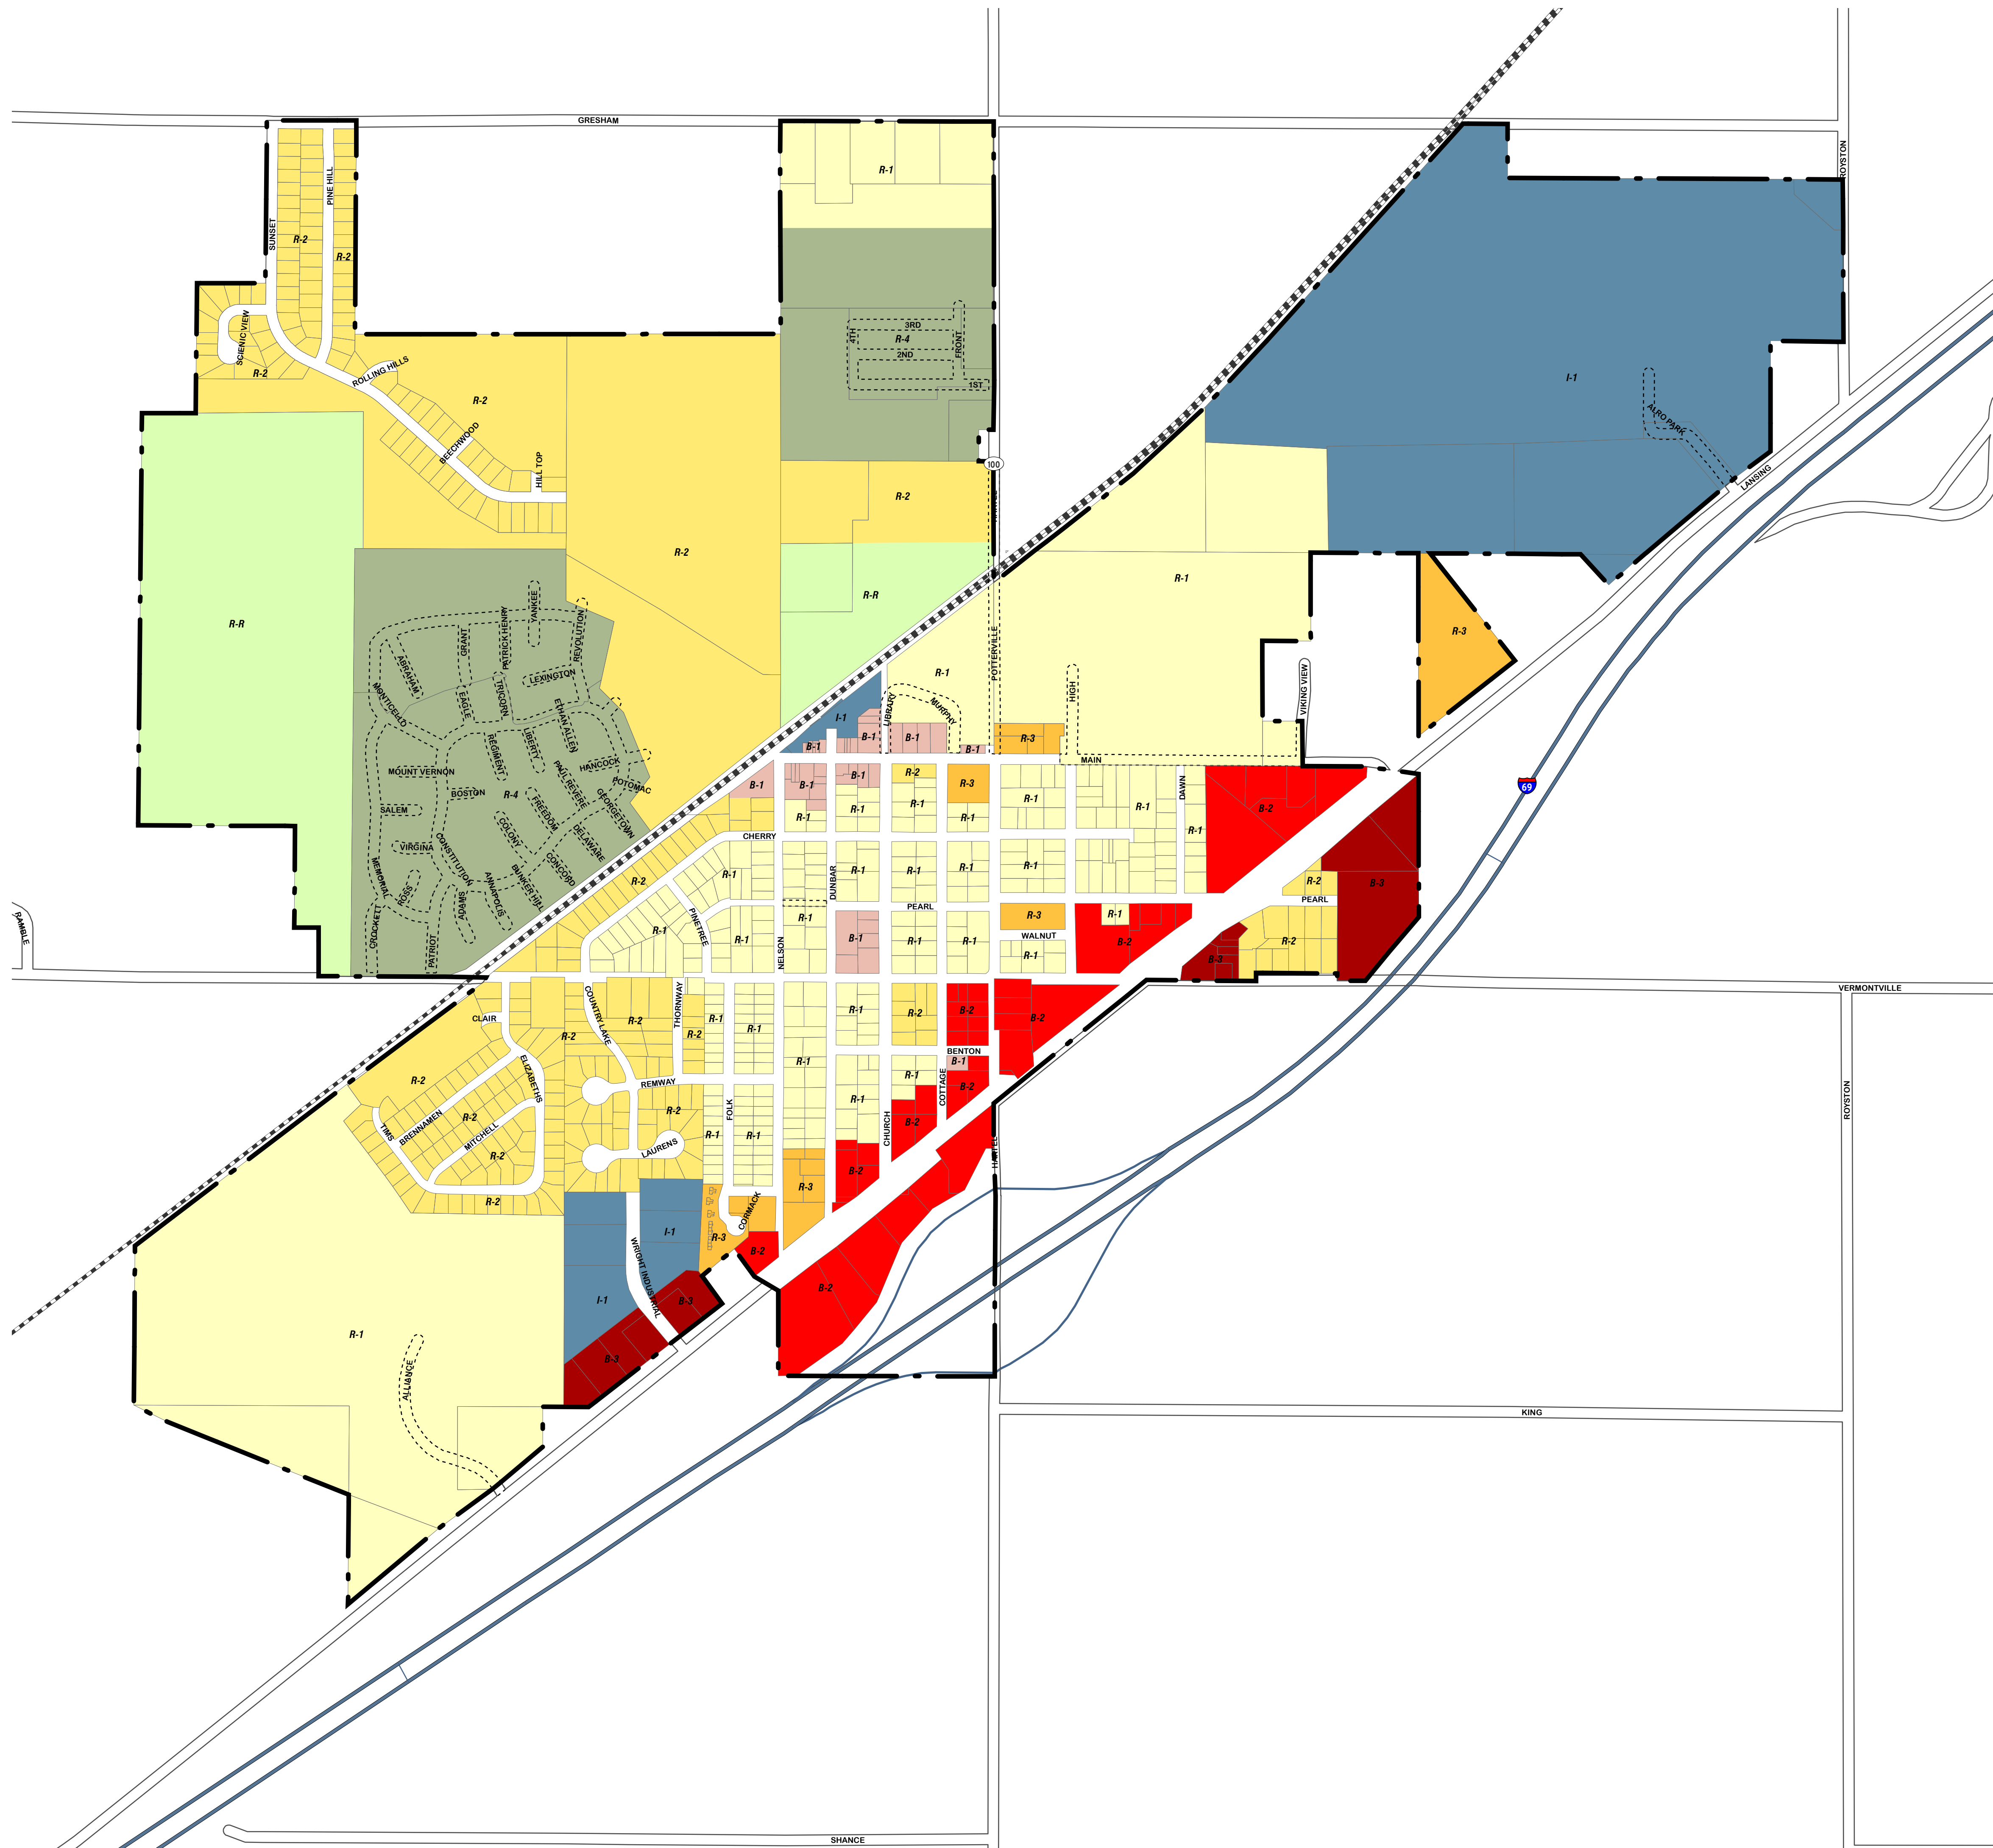 GRESHAM
ROYSTON
PINE HILL
R-1
SUNSET
R-2
R-2
SCIENIC VIEW
R-2
ROLLING HILLS
3RD
4TH
R-4
FRONT
2ND
1ST
I-1
ALRO PARK
R-2
BEECHWOOD
HILL TOP
100
LANSING
R-2
R-2
R-1
R-R
R-R
R-3
YANKEE
PATRICK HENRY
GRANT
REVOLUTION
ABRAHAM
LEXINGTON
MONTICELLO
EAGLE
TRICORN
ETHAN ALLEN
LIBERTY
REGIMENT
HANCOCK
MOUNT VERNON
PAUL REVERE
POTOMAC
BOSTON
R-4
SALEM
FREEDOM
GEORGETOWN
COLONY
DELAWARE
VIRGINA
CONSTITUTION
CONCORD
MEMORIAL
ROSS
ADAMS
ANNAPOLIS
BUNKER HILL
CROCKETT
PATRIOT
RAMBLE
POTTERVILLE
R-1
HIGH
VIKING VIEW
LIBRARY
MURPHY
I-1
B-1
B-1
B-1
B-1
R-3
MAIN
B-1
B-1
B-1
R-2
R-3
R-1
R-1
R-1
R-1
R-1
R-1
DAWN
R-1
B-2
69
CHERRY
R-2
R-1
DUNBAR
R-1
R-1
R-1
R-1
R-2
B-3
PEARL
PEARL
PINETREE
R-1
R-1
NELSON
R-1
B-1
R-1
R-1
R-3
WALNUT
R-1
R-1
B-2
R-2
B-3
VERMONTVILLE
CLAIR
COUNTRY LAKE
R-2
R-2
THORNWAY
R-2
R-1
R-1
R-1
R-1
R-2
B-2
B-2
BENTON
B-1
R-1
B-2
COTTAGE
R-2
ELIZABETHS
REMWAY
BRENNAMEN
R-2
TIMS
MITCHELL
R-2
R-2
R-2
LAURENS
FOLK
R-1
R-1
R-1
CHURCH
B-2
B-2
R-3
HARTEL
ROYSTON
CORMACK
I-1
R-3
B-2
WRIGHT INDUSTRIAL
I-1
B-3
B-2
B-3
R-1
ALLIANCE
KING
SHANCE